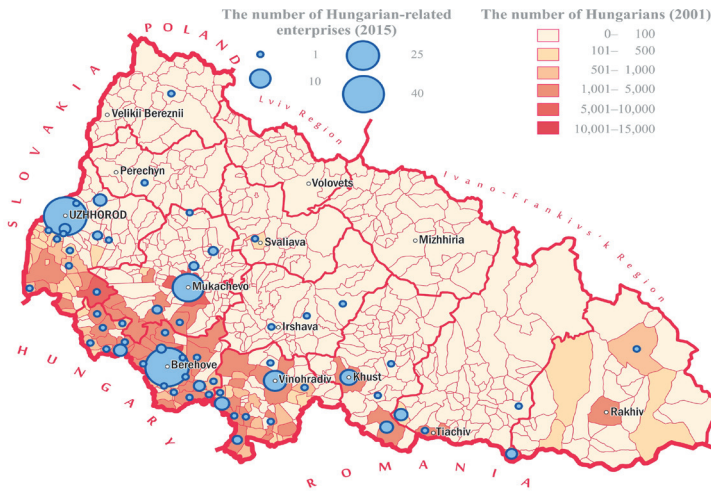 The number of Hungarian-related
enterprises (2015)
1
25
10
40
The number of Hungarians (2001)
0– 100
101– 500
501– 1,000
1,001– 5,000
5,001–10,000
10,001–15,000
POLAND
SLOVAKIA
HUNGARY
ROMANIA
Lviv Region
Ivano-Frankivs'k Region
Velikii Bereznii
Perechyn
Volovets
UZHHOROD
Svaliava
Mizhhiria
Mukachevo
Irshava
Berehove
Vinohradiv
Khust
Rakhiv
Tiachiv